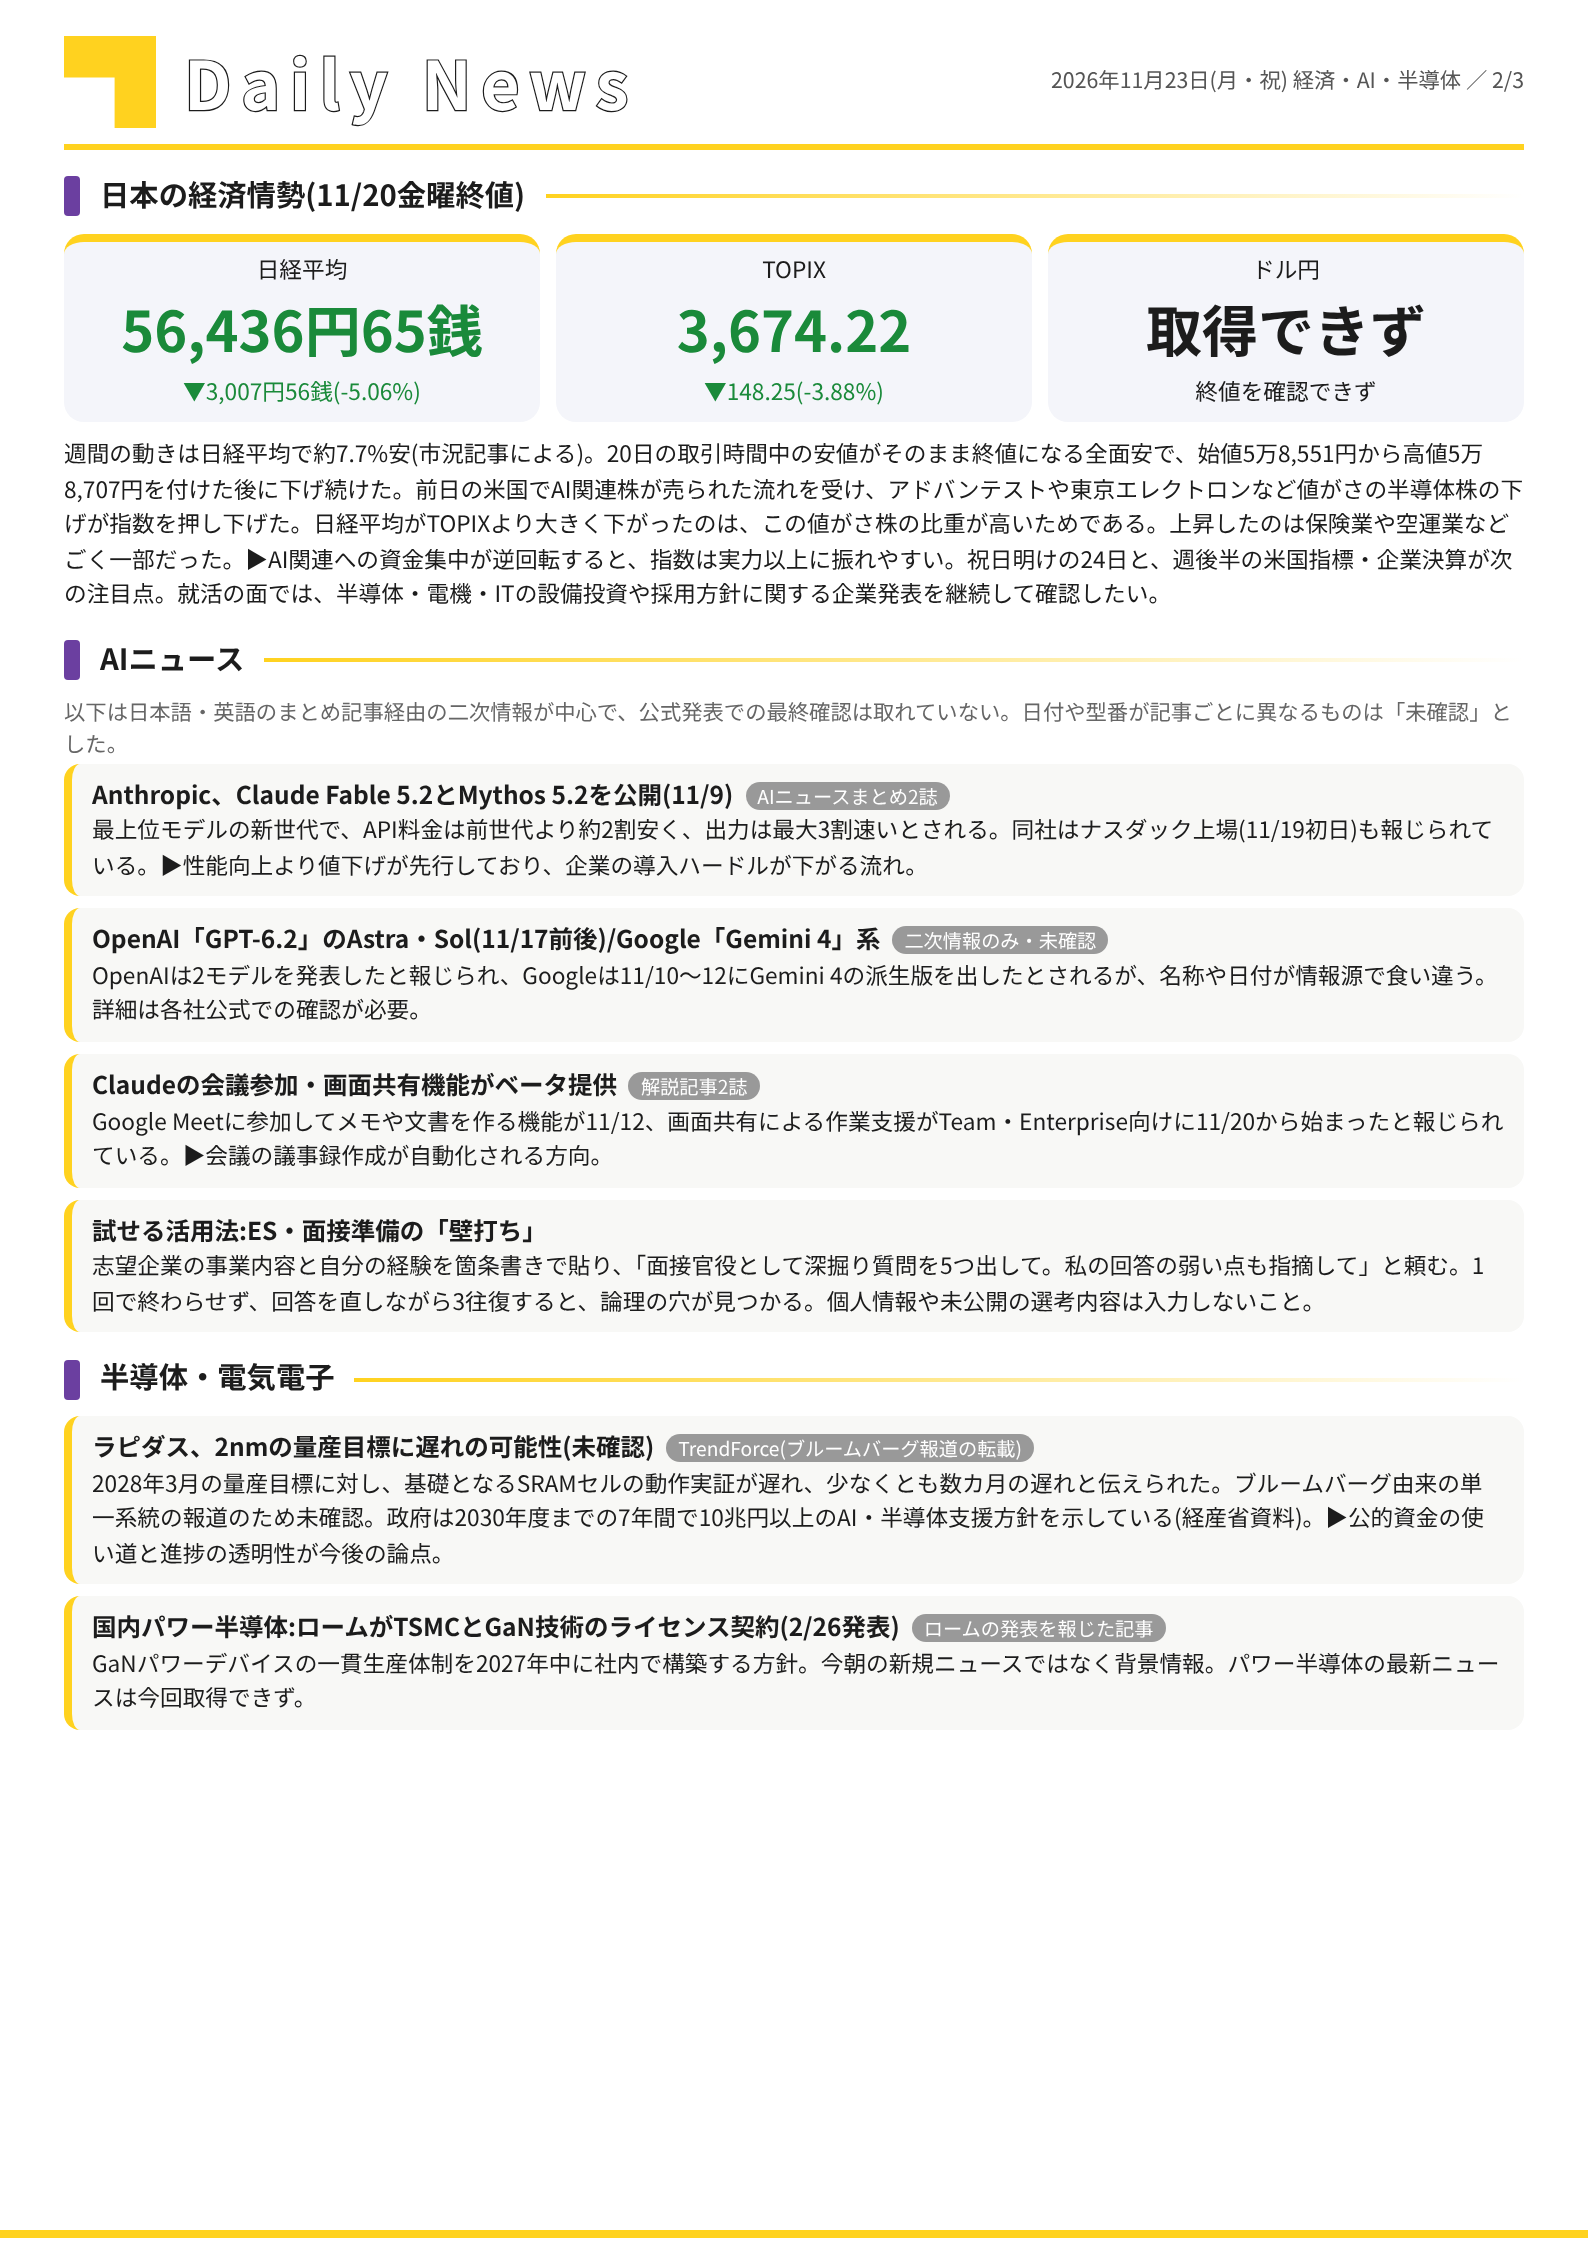 Daily News
2026年11月23日(月・祝) 経済・AI・半導体 ／ 2/3
日本の経済情勢(11/20金曜終値)
日経平均
56,436円65銭
▼3,007円56銭(-5.06%)
TOPIX
3,674.22
▼148.25(-3.88%)
ドル円
取得できず
終値を確認できず
週間の動きは日経平均で約7.7%安(市況記事による)。20日の取引時間中の安値がそのまま終値になる全面安で、始値5万8,551円から高値5万
8,707円を付けた後に下げ続けた。前日の米国でAI関連株が売られた流れを受け、アドバンテストや東京エレクトロンなど値がさの半導体株の下
げが指数を押し下げた。日経平均がTOPIXより大きく下がったのは、この値がさ株の比重が高いためである。上昇したのは保険業や空運業など
ごく一部だった。▶AI関連への資金集中が逆回転すると、指数は実力以上に振れやすい。祝日明けの24日と、週後半の米国指標・企業決算が次
の注目点。就活の面では、半導体・電機・ITの設備投資や採用方針に関する企業発表を継続して確認したい。
AIニュース
以下は日本語・英語のまとめ記事経由の二次情報が中心で、公式発表での最終確認は取れていない。日付や型番が記事ごとに異なるものは「未確認」と
した。
Anthropic、Claude Fable 5.2とMythos 5.2を公開(11/9) AIニュースまとめ2誌
最上位モデルの新世代で、API料金は前世代より約2割安く、出力は最大3割速いとされる。同社はナスダック上場(11/19初日)も報じられて
いる。▶性能向上より値下げが先行しており、企業の導入ハードルが下がる流れ。
OpenAI「GPT-6.2」のAstra・Sol(11/17前後)/Google「Gemini 4」系 二次情報のみ・未確認
OpenAIは2モデルを発表したと報じられ、Googleは11/10〜12にGemini 4の派生版を出したとされるが、名称や日付が情報源で食い違う。
詳細は各社公式での確認が必要。
Claudeの会議参加・画面共有機能がベータ提供 解説記事2誌
Google Meetに参加してメモや文書を作る機能が11/12、画面共有による作業支援がTeam・Enterprise向けに11/20から始まったと報じられ
ている。▶会議の議事録作成が自動化される方向。
試せる活用法:ES・面接準備の「壁打ち」
志望企業の事業内容と自分の経験を箇条書きで貼り、「面接官役として深掘り質問を5つ出して。私の回答の弱い点も指摘して」と頼む。1
回で終わらせず、回答を直しながら3往復すると、論理の穴が見つかる。個人情報や未公開の選考内容は入力しないこと。
半導体・電気電子
ラピダス、2nmの量産目標に遅れの可能性(未確認) TrendForce(ブルームバーグ報道の転載)
2028年3月の量産目標に対し、基礎となるSRAMセルの動作実証が遅れ、少なくとも数カ月の遅れと伝えられた。ブルームバーグ由来の単
一系統の報道のため未確認。政府は2030年度までの7年間で10兆円以上のAI・半導体支援方針を示している(経産省資料)。▶公的資金の使
い道と進捗の透明性が今後の論点。
国内パワー半導体:ロームがTSMCとGaN技術のライセンス契約(2/26発表) ロームの発表を報じた記事
GaNパワーデバイスの一貫生産体制を2027年中に社内で構築する方針。今朝の新規ニュースではなく背景情報。パワー半導体の最新ニュー
スは今回取得できず。